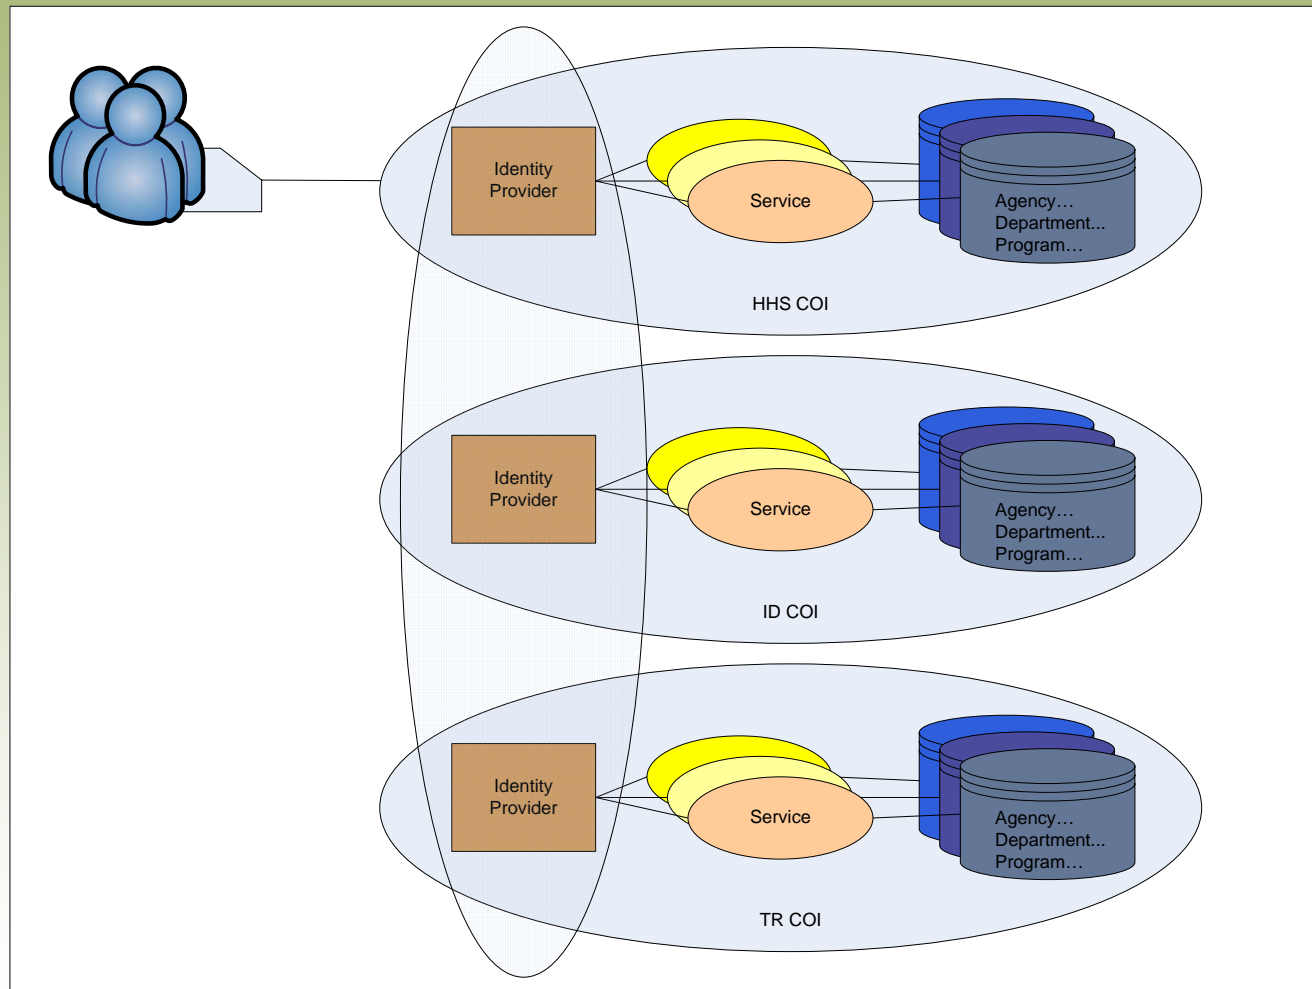 Identity
Provider
Service
Agency…
Department...
Program…
HHS COI
Identity
Provider
Service
Agency…
Department...
Program…
ID COI
Identity
Provider
Service
Agency…
Department...
Program…
TR COI